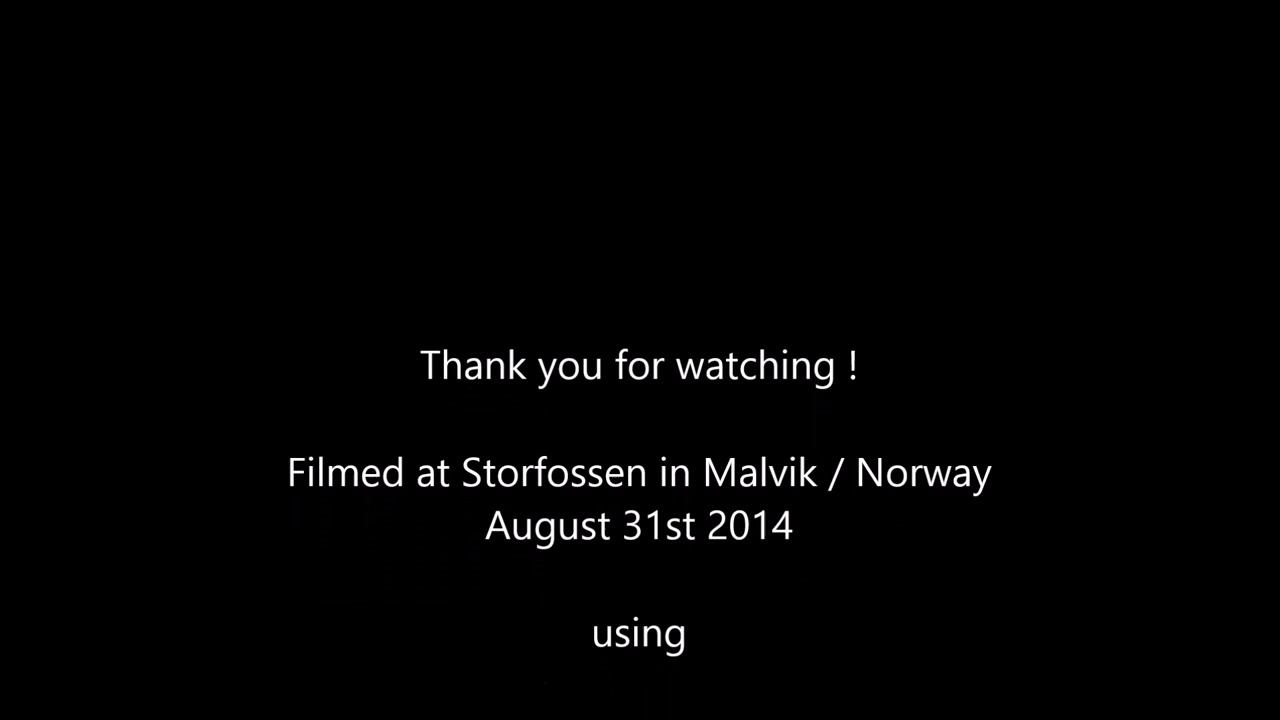 Thank you for watching !
Filmed at Storfossen in Malvik / Norway
August 31st 2014
using